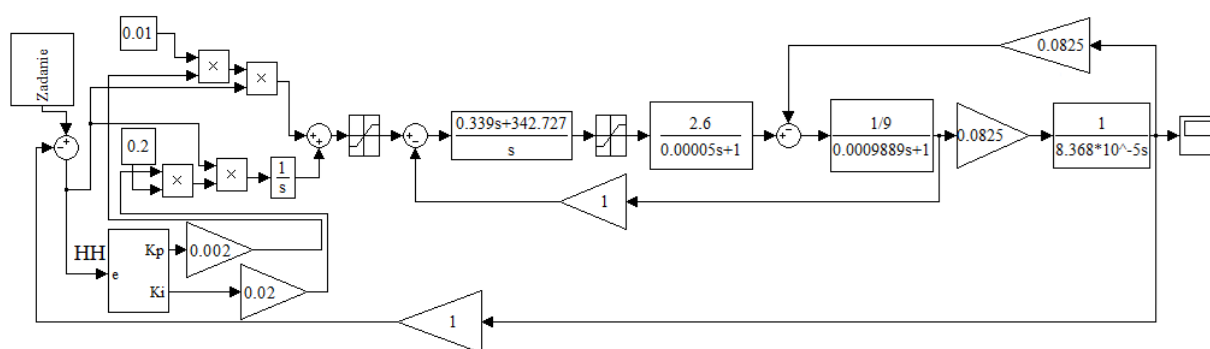 0.01
Zadanie
×
×
0.2
×
×
1
s
+
+
-
+
+
-
0.339s+342.727
s
2.6
0.00005s+1
+
-
1/9
0.0009889s+1
0.0825
0.0825
1
8.368*10^-5s
1
HH
e
Kp
Ki
0.002
0.02
1